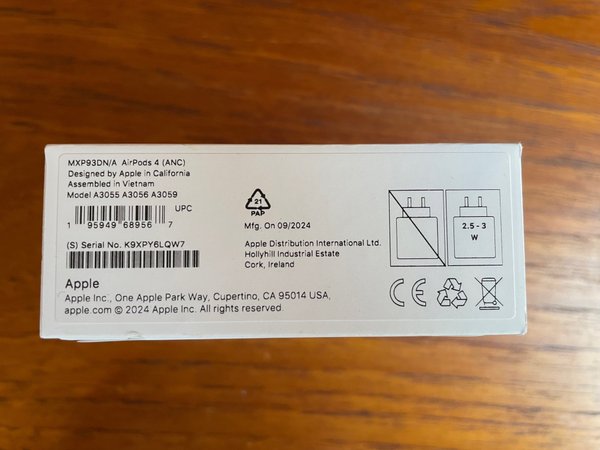 MXP93DN/A AirPods 4 (ANC)
Designed by Apple in California
Assembled in Vietnam
Model A3055 A3056 A3059
UPC
1 95949 68956 7
(S) Serial No. K9XPY6LQW7
Apple
Apple Inc., One Apple Park Way, Cupertino, CA 95014 USA,
apple.com © 2024 Apple Inc. All rights reserved.
21
PAP
Mfg. On 09/2024
Apple Distribution International Ltd.
Hollyhill Industrial Estate
Cork, Ireland
2.5 - 3
W
CE